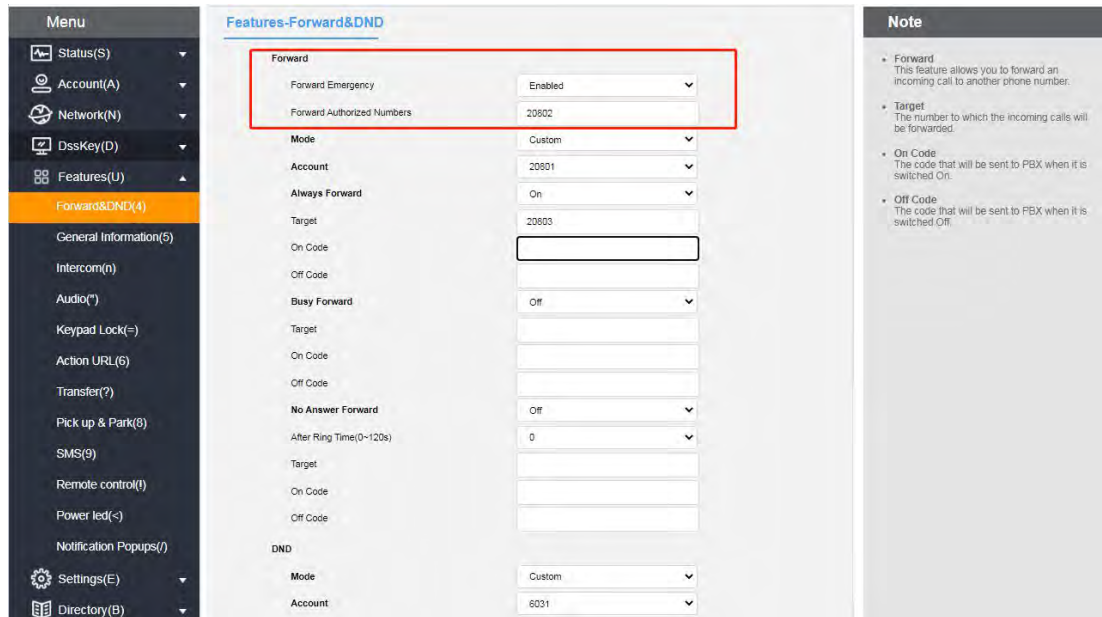 Menu
Status(S)
Account(A)
Network(N)
DssKey(D)
Features(U)
Forward&DND(4)
General Information(5)
Intercom(n)
Audio(")
Keypad Lock(=)
Action URL(6)
Transfer(?)
Pick up & Park(8)
SMS(9)
Remote control(!)
Power led(<)
Notification Popups(/)
Settings(E)
Directory(B)
Features-Forward&DND
Forward
Forward Emergency Enabled
Forward Authorized Numbers 20802
Mode Custom
Account 20801
Always Forward On
Target 20803
On Code
Off Code
Busy Forward Off
Target
On Code
Off Code
No Answer Forward Off
After Ring Time(0~120s) 0
Target
On Code
Off Code
DND
Mode Custom
Account 6031
Note
Forward
This feature allows you to forward an
incoming call to another phone number.
Target
The number to which the incoming calls will
be forwarded.
On Code
The code that will be sent to PBX when it is
switched On.
Off Code
The code that will be sent to PBX when it is
switched Off.